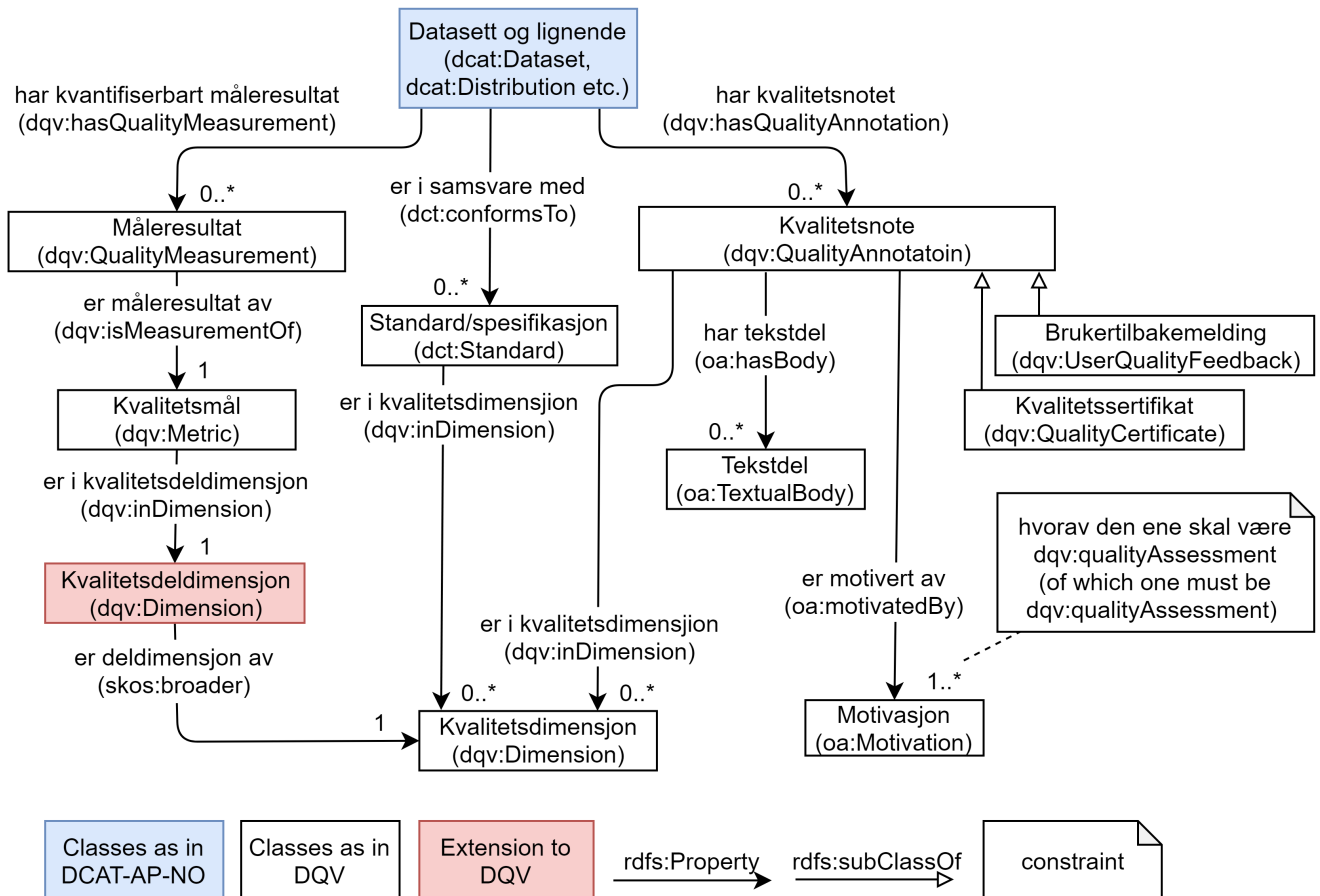 Datasett og lignende
(dcat:Dataset,
dcat:Distribution etc.)
har kvantifiserbart måleresultat
(dqv:hasQualityMeasurement)
har kvalitetsnotet
(dqv:hasQualityAnnotation)
er i samsvare med
(dct:conformsTo)
0..*
0..*
Måleresultat
(dqv:QualityMeasurement)
Kvalitetsnote
(dqv:QualityAnnotatoin)
er måleresultat av
(dqv:isMeasurementOf)
0..*
Standard/spesifikasjon
(dct:Standard)
har tekstdel
(oa:hasBody)
Brukertilbakemelding
(dqv:UserQualityFeedback)
1
Kvalitetsmål
(dqv:Metric)
er i kvalitetsdimensjion
(dqv:inDimension)
0..*
Kvalitetssertifikat
(dqv:QualityCertificate)
Tekstdel
(oa:TextualBody)
er i kvalitetsdeldimensjon
(dqv:inDimension)
1
hvorav den ene skal være
dqv:qualityAssessment
(of which one must be
dqv:qualityAssessment)
Kvalitetsdeldimensjon
(dqv:Dimension)
er motivert av
(oa:motivatedBy)
er i kvalitetsdimensjion
(dqv:inDimension)
er deldimensjon av
(skos:broader)
0..*
0..*
1..*
1
Kvalitetsdimensjon
(dqv:Dimension)
Motivasjon
(oa:Motivation)
Classes as in
DCAT-AP-NO
Classes as in
DQV
Extension to
DQV
rdfs:Property
rdfs:subClassOf
constraint